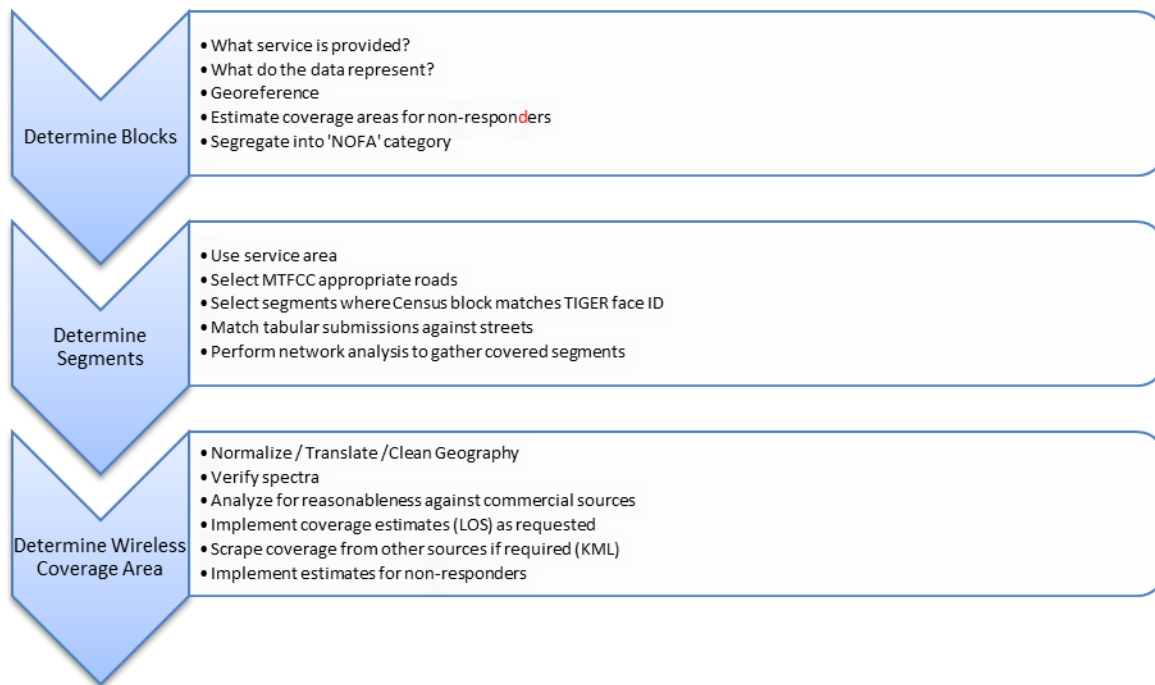 Determine Blocks
• What service is provided?
• What do the data represent?
• Georeference
• Estimate coverage areas for non-responders
• Segregate into 'NOFA' category
Determine
Segments
• Use service area
• Select MTFCC appropriate roads
• Select segments where Census block matches TIGER face ID
• Match tabular submissions against streets
• Perform network analysis to gather covered segments
Determine Wireless
Coverage Area
• Normalize / Translate /Clean Geography
• Verify spectra
• Analyze for reasonableness against commercial sources
• Implement coverage estimates (LOS) as requested
• Scrape coverage from other sources if required (KML)
• Implement estimates for non-responders